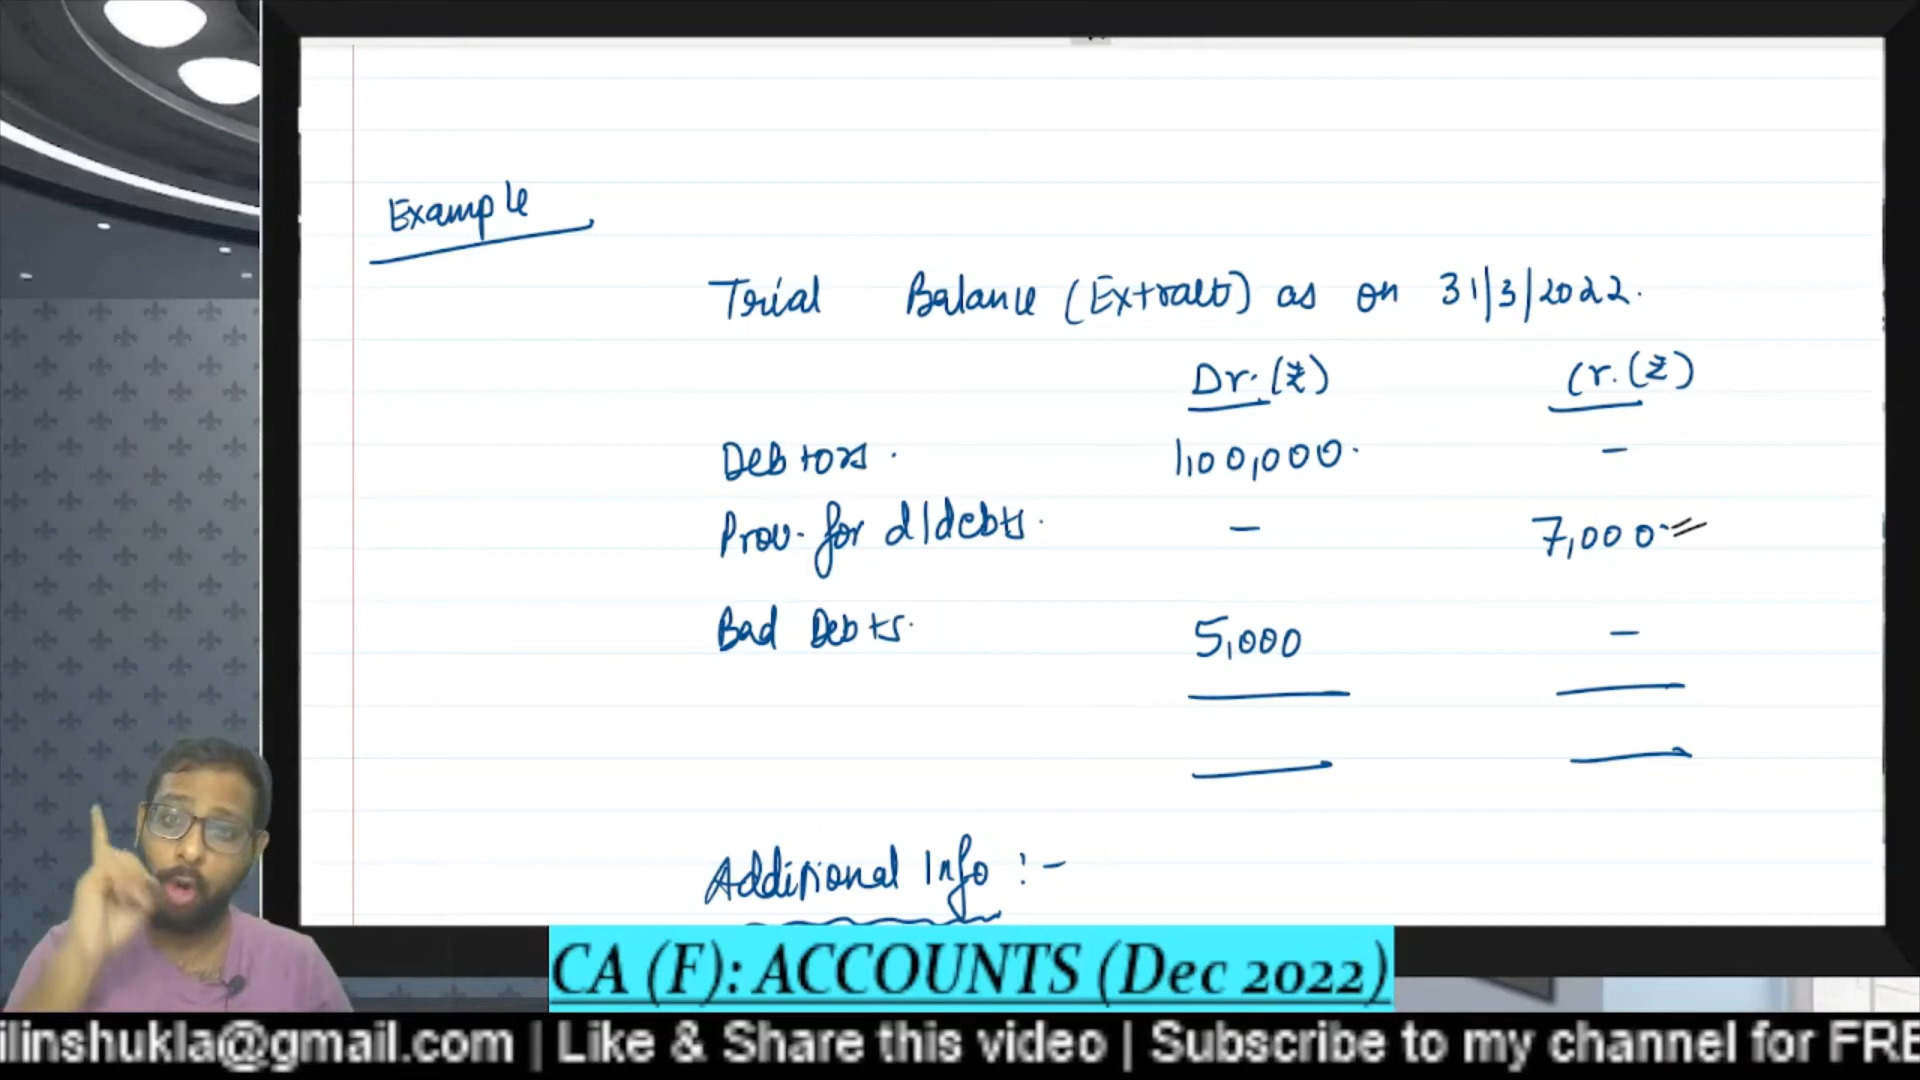 Example
Trial Balance (Extract) as on 31/3/2022.
Dr. (₹) Cr. (₹)
Debtors. 1,00,000. -
Prov. for d/debts. - 7,000.
Bad Debts. 5,000 -
Additional Info :-
CA (F): ACCOUNTS (Dec 2022)
ilinshukla@gmail.com | Like & Share this video | Subscribe to my channel for FRE